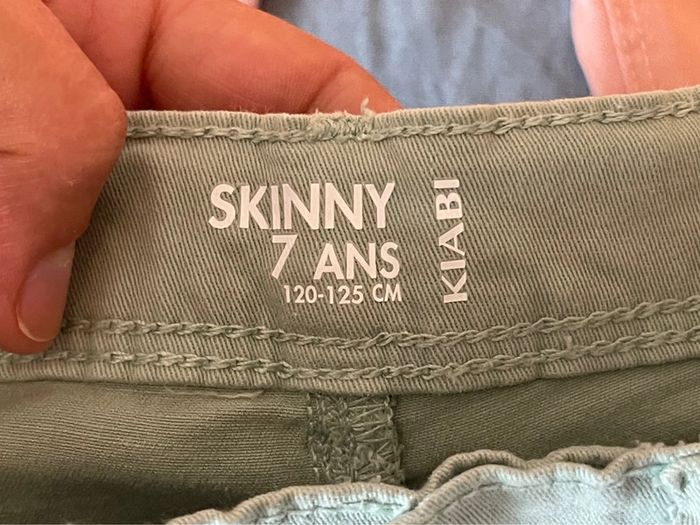 SKINNY
7 ANS
120-125 CM
KIABI